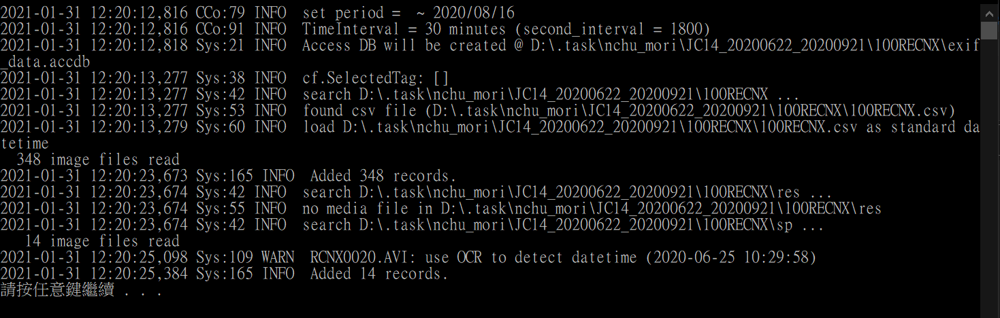 2021-01-31 12:20:12,816 CCo:79 INFO  set period =  ~ 2020/08/16
2021-01-31 12:20:12,816 CCo:91 INFO  TimeInterval = 30 minutes (second_interval = 1800)
2021-01-31 12:20:12,818 Sys:21 INFO  Access DB will be created @ D:\.task\nchu_mori\JC14_20200622_20200921\100RECNX\exif
_data.accdb
2021-01-31 12:20:13,277 Sys:38 INFO  cf.SelectedTag: []
2021-01-31 12:20:13,277 Sys:42 INFO  search D:\.task\nchu_mori\JC14_20200622_20200921\100RECNX ...
2021-01-31 12:20:13,277 Sys:53 INFO  found csv file (D:\.task\nchu_mori\JC14_20200622_20200921\100RECNX\100RECNX.csv)
2021-01-31 12:20:13,279 Sys:60 INFO  load D:\.task\nchu_mori\JC14_20200622_20200921\100RECNX\100RECNX.csv as standard da
tetime
  348 image files read
2021-01-31 12:20:23,673 Sys:165 INFO  Added 348 records.
2021-01-31 12:20:23,674 Sys:42 INFO  search D:\.task\nchu_mori\JC14_20200622_20200921\100RECNX\res ...
2021-01-31 12:20:23,674 Sys:55 INFO  no media file in D:\.task\nchu_mori\JC14_20200622_20200921\100RECNX\res
2021-01-31 12:20:23,674 Sys:42 INFO  search D:\.task\nchu_mori\JC14_20200622_20200921\100RECNX\sp ...
   14 image files read
2021-01-31 12:20:25,098 Sys:109 WARN  RCNX0020.AVI: use OCR to detect datetime (2020-06-25 10:29:58)
2021-01-31 12:20:25,384 Sys:165 INFO  Added 14 records.
請按任意鍵繼續 . . .